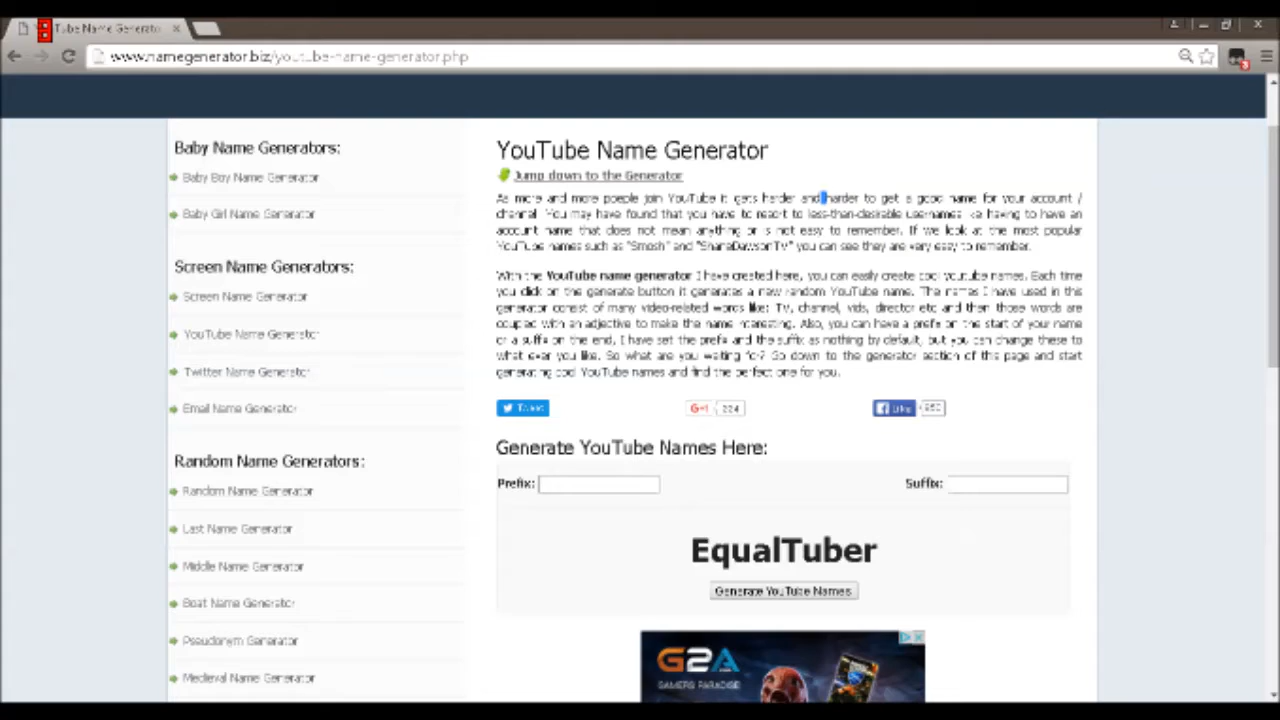 Tube Name Generato
www.namegenerator.biz/youtube-name-generator.php
Baby Name Generators:
Baby Boy Name Generator
Baby Girl Name Generator
Screen Name Generators:
Screen Name Generator
YouTube Name Generator
Twitter Name Generator
Email Name Generator
Random Name Generators:
Random Name Generator
Last Name Generator
Middle Name Generator
Boat Name Generator
Pseudonym Generator
Medieval Name Generator
YouTube Name Generator
Jump down to the Generator
As more and more poeple join YouTube it gets harder and harder to get a good name for your account /
channel. You may have found that you have to resort to less-than-desirable usernames like having to have an
account name that does not mean anything or is not easy to remember. If we look at the most popular
YouTube names such as "Smosh" and "ShaneDawsonTV" you can see they are very easy to remember.
With the YouTube name generator I have created here, you can easily create cool youtube names. Each time
you click on the generate button it generates a new random YouTube name. The names I have used in this
generator consist of many video-related words like: TV, channel, vids, director etc and then those words are
coupled with an adjective to make the name interesting. Also, you can have a prefix on the start of your name
or a suffix on the end, I have set the prefix and the suffix as nothing by default, but you can change these to
what ever you like. So what are you waiting for? Go down to the generator section of this page and start
generating cool YouTube names and find the perfect one for you.
Tweet
G+1 224
Like
Generate YouTube Names Here:
Prefix: Suffix:
EqualTuber
Generate YouTube Names
G2A
GAMERS PARADISE